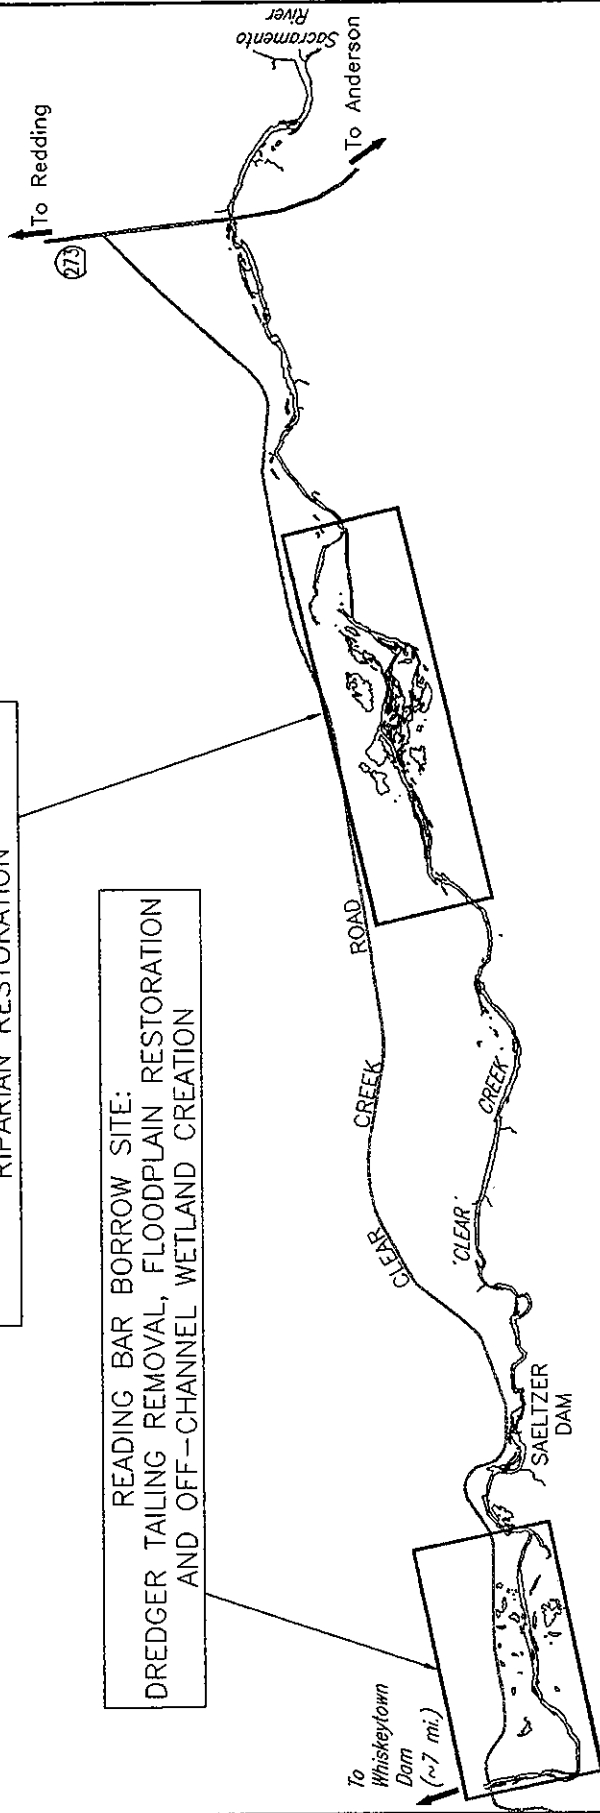 RIPARIAN RESTORATION
READING BAR BORROW SITE:
DREDGER TAILING REMOVAL, FLOODPLAIN RESTORATION
AND OFF-CHANNEL WETLAND CREATION
To Redding
273
Sacramento
River
To Anderson
CLEAR CREEK ROAD
CLEAR CREEK
SAELTZER
DAM
To
Whiskeytown
Dam
(~7 mi.)